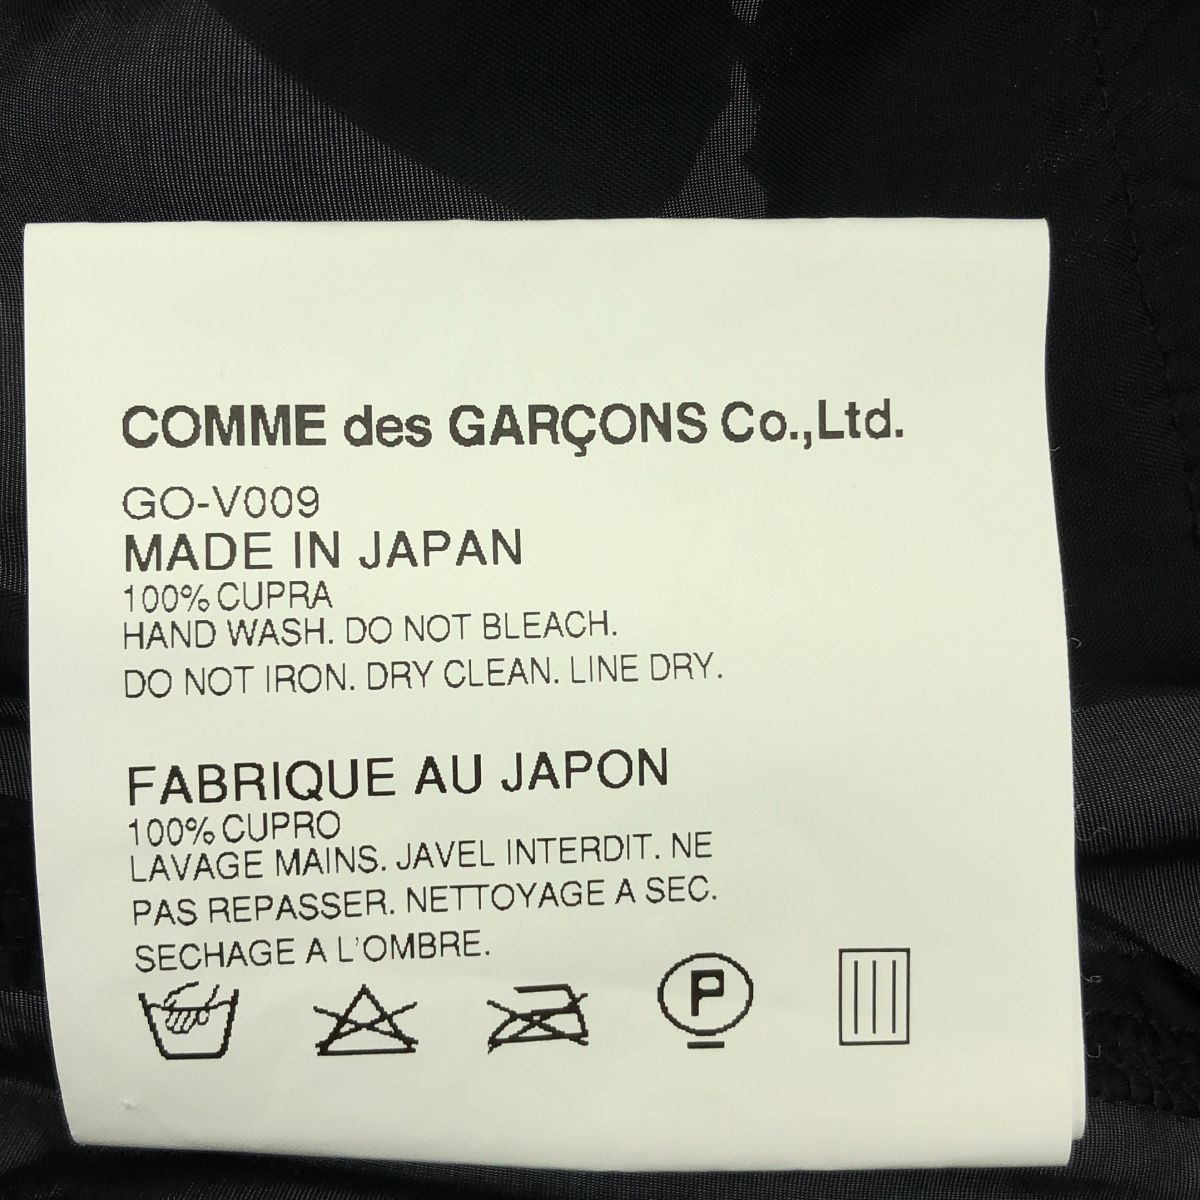 COMME des GARÇONS Co.,Ltd.
GO-V009
MADE IN JAPAN
100% CUPRA
HAND WASH. DO NOT BLEACH.
DO NOT IRON. DRY CLEAN. LINE DRY.
FABRIQUE AU JAPON
100% CUPRO
LAVAGE MAINS. JAVEL INTERDIT. NE
PAS REPASSER. NETTOYAGE A SEC.
SECHAGE A L'OMBRE.
P